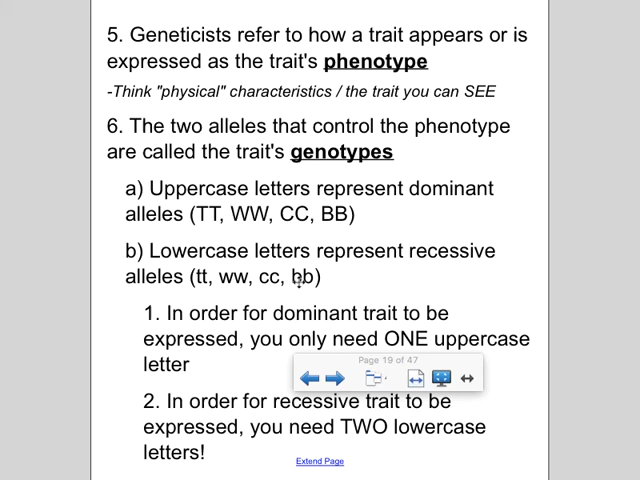 5. Geneticists refer to how a trait appears or is
expressed as the trait's phenotype
-Think "physical" characteristics / the trait you can SEE
6. The two alleles that control the phenotype
are called the trait's genotypes
a) Uppercase letters represent dominant
alleles (TT, WW, CC, BB)
b) Lowercase letters represent recessive
alleles (tt, ww, cc, bb)
1. In order for dominant trait to be
expressed, you only need ONE uppercase
letter
Page 19 of 47
2. In order for recessive trait to be
expressed, you need TWO lowercase
letters!
Extend Page